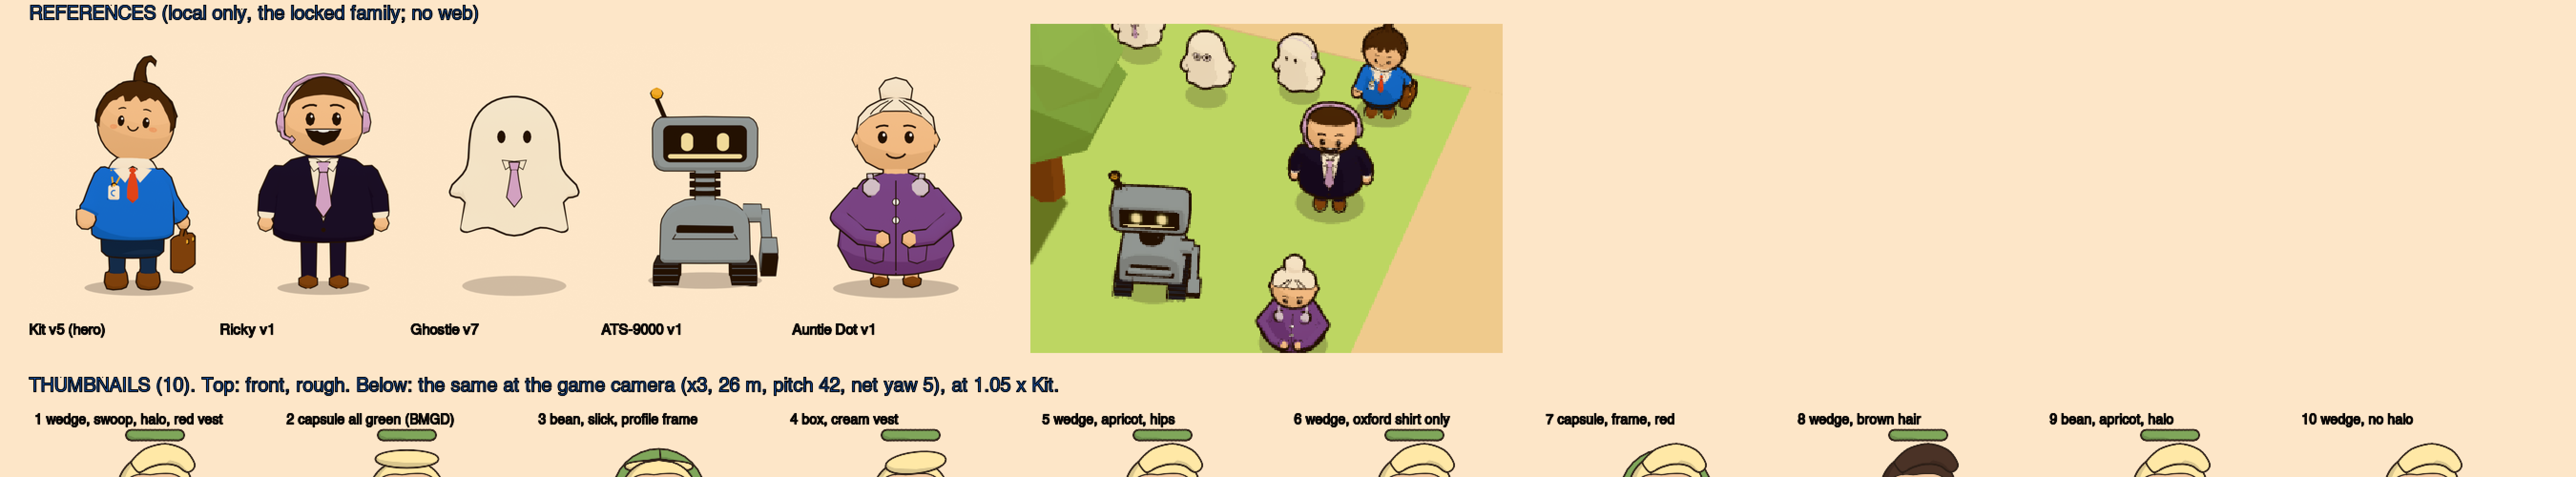 REFERENCES (local only, the locked family; no web)
Kit v5 (hero)
Ricky v1
Ghostie v7
ATS-9000 v1
Auntie Dot v1
THUMBNAILS (10). Top: front, rough. Below: the same at the game camera (x3, 26 m, pitch 42, net yaw 5), at 1.05 x Kit.
1 wedge, swoop, halo, red vest
2 capsule all green (BMGD)
3 bean, slick, profile frame
4 box, cream vest
5 wedge, apricot, hips
6 wedge, oxford shirt only
7 capsule, frame, red
8 wedge, brown hair
9 bean, apricot, halo
10 wedge, no halo